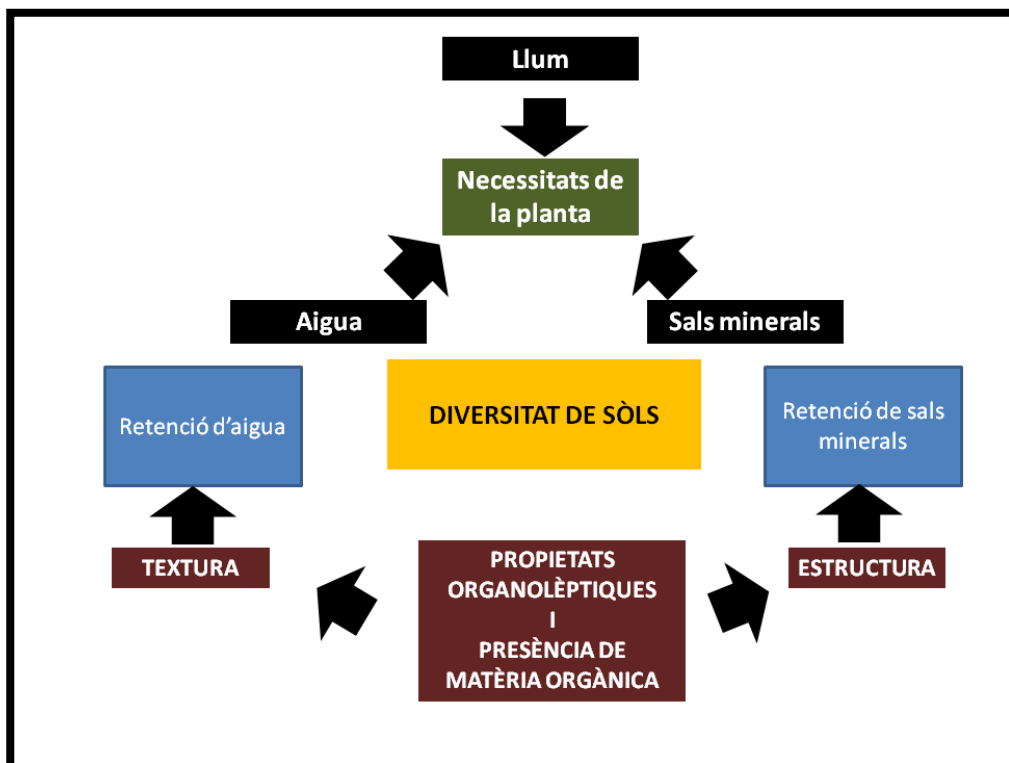 Llum
Necessitats de
la planta
Aigua
Sals minerals
Retenció d'aigua
DIVERSITAT DE SÒLS
Retenció de sals
minerals
TEXTURA
PROPIETATS
ORGANOLÈPTIQUES
I
PRESÈNCIA DE
MATÈRIA ORGÀNICA
ESTRUCTURA